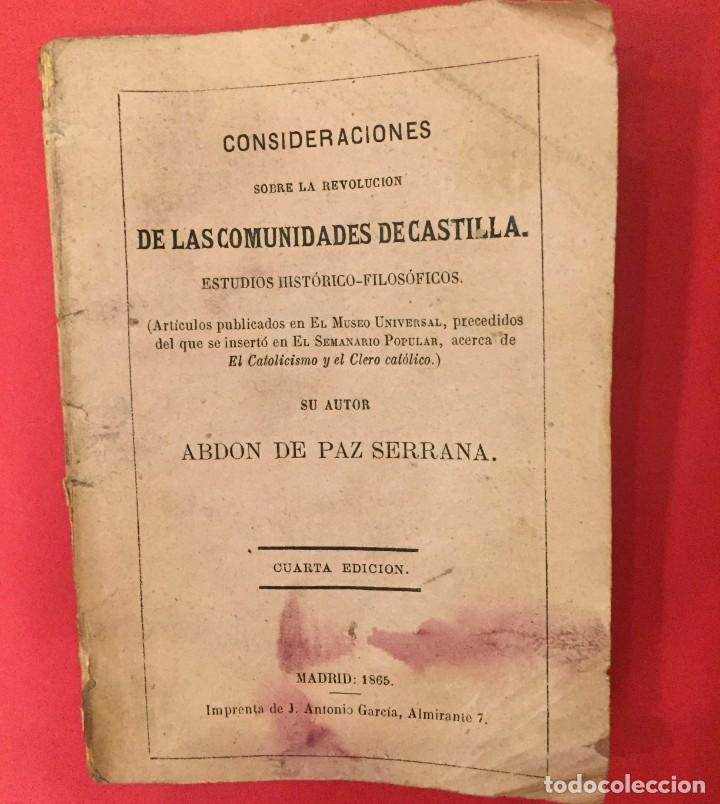 CONSIDERACIONES
SOBRE LA REVOLUCION
DE LAS COMUNIDADES DE CASTILLA.
ESTUDIOS HISTÓRICO-FILOSÓFICOS.
(Artículos publicados en EL MUSEO UNIVERSAL, precedidos
del que se insertó en EL SEMANARIO POPULAR, acerca de
El Catolicismo y el Clero católico.)
SU AUTOR
ABDON DE PAZ SERRANA.
CUARTA EDICION.
MADRID: 1865.
Imprenta de J. Antonio García, Almirante 7.
todocoleccion